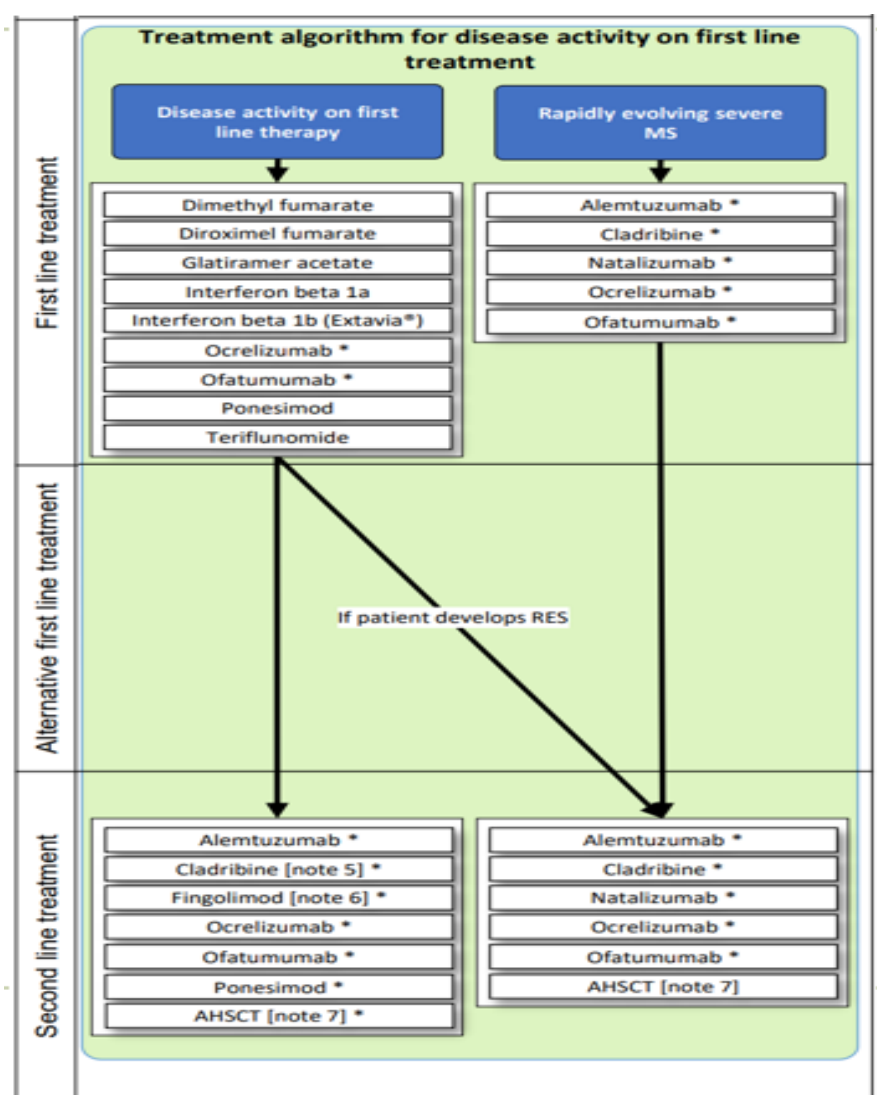 Treatment algorithm for disease activity on first line
treatment
First line treatment
Disease activity on first
line therapy
Dimethyl fumarate
Diroximel fumarate
Glatiramer acetate
Interferon beta 1a
Interferon beta 1b (Extavia®)
Ocrelizumab *
Ofatumumab *
Ponesimod
Teriflunomide
Rapidly evolving severe
MS
Alemtuzumab *
Cladribine *
Natalizumab *
Ocrelizumab *
Ofatumumab *
Alternative first line treatment
If patient develops RES
Second line treatment
Alemtuzumab *
Cladribine [note 5] *
Fingolimod [note 6] *
Ocrelizumab *
Ofatumumab *
Ponesimod *
AHSCT [note 7] *
Alemtuzumab *
Cladribine *
Natalizumab *
Ocrelizumab *
Ofatumumab *
AHSCT [note 7]